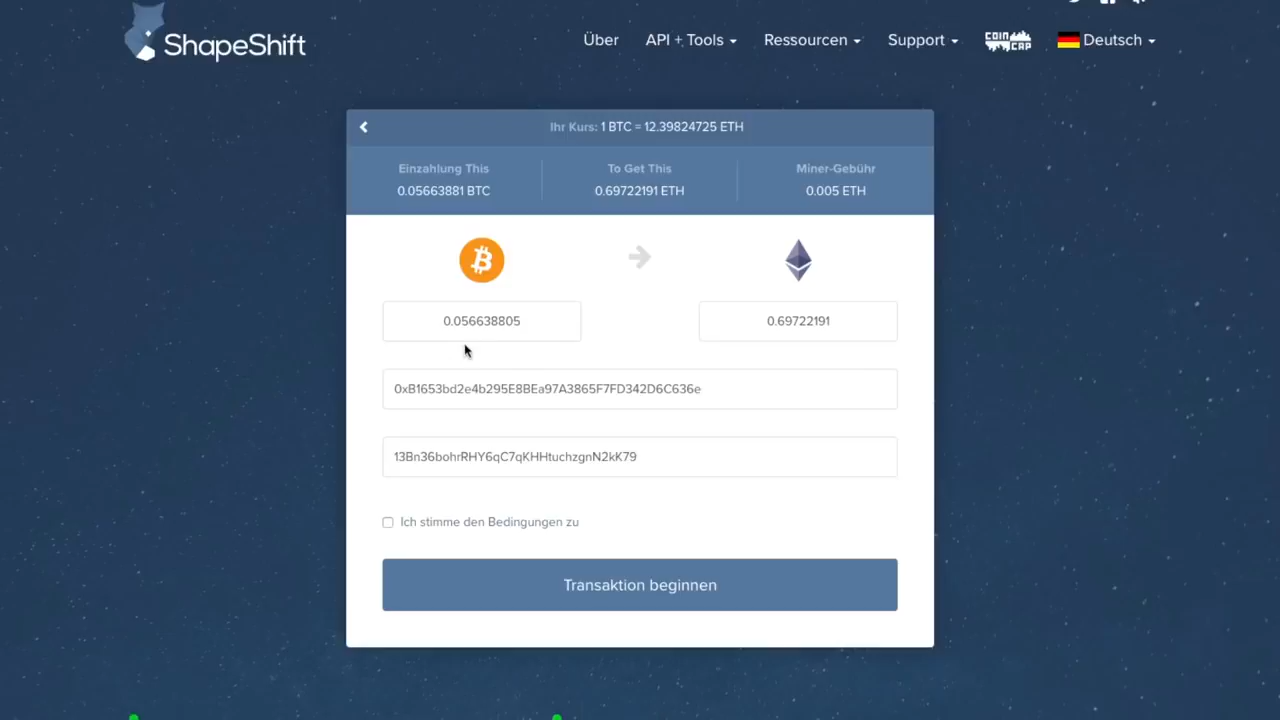 ShapeShift
Über
API + Tools
Ressourcen
Support
COIN CAP
Deutsch
Ihr Kurs: 1 BTC = 12.39824725 ETH
Einzahlung This
To Get This
Miner-Gebühr
0.05663881 BTC
0.69722191 ETH
0.005 ETH
0.056638805
0.69722191
0xB1653bd2e4b295E8BEa97A3865F7FD342D6C636e
13Bn36bohrRHY6qC7qKHHtuchzgnN2kK79
Ich stimme den Bedingungen zu
Transaktion beginnen